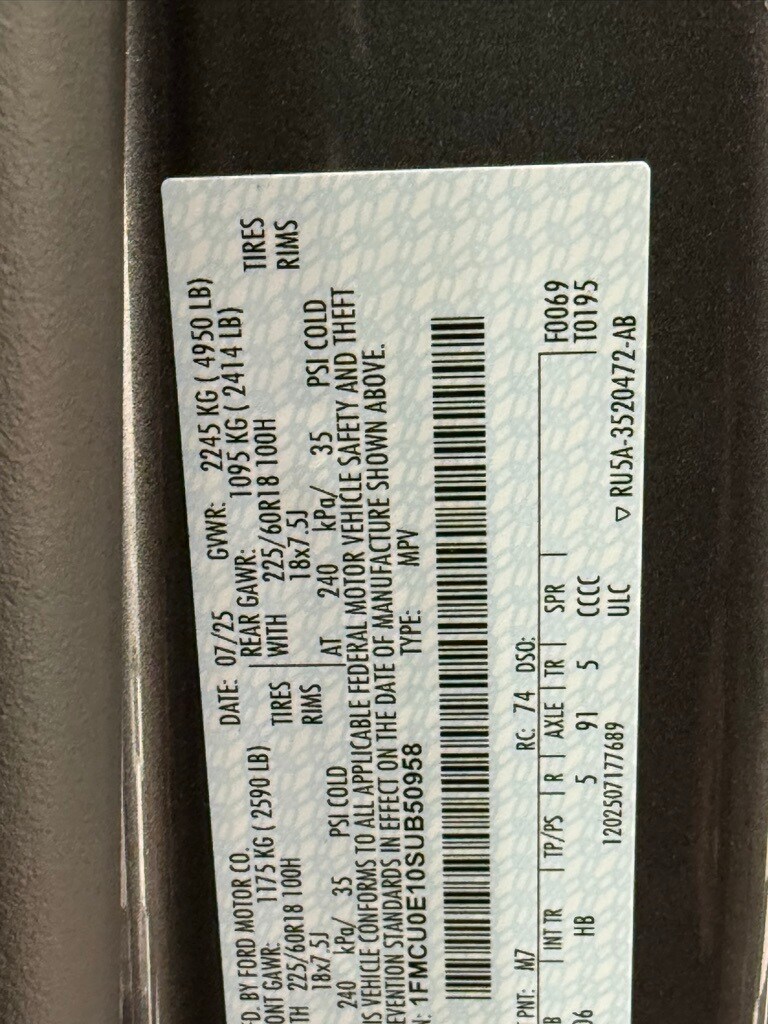 D. BY FORD MOTOR CO. DATE: 07/25 GVWR: 2245 KG ( 4950 LB)
ONT GAWR: 1175 KG ( 2590 LB) REAR GAWR: 1095 KG ( 2414 LB)
TH 225/60R18 100H TIRES WITH 225/60R18 100H TIRES
18x7.5J RIMS 18x7.5J RIMS
240 kPa/ 35 PSI COLD AT 240 kPa/ 35 PSI COLD
IS VEHICLE CONFORMS TO ALL APPLICABLE FEDERAL MOTOR VEHICLE SAFETY AND THEFT
EVENTION STANDARDS IN EFFECT ON THE DATE OF MANUFACTURE SHOWN ABOVE.
: 1FMCU0E10SUB50958 TYPE: MPV
PNT: M7 RC: 74 DSO: F0069
B | INT TR | TP/PS | R | AXLE | TR | SPR | T0195
06 HB 5 91 5 CCCC
1202507177689 ULC ▽ RU5A-3520472-AB